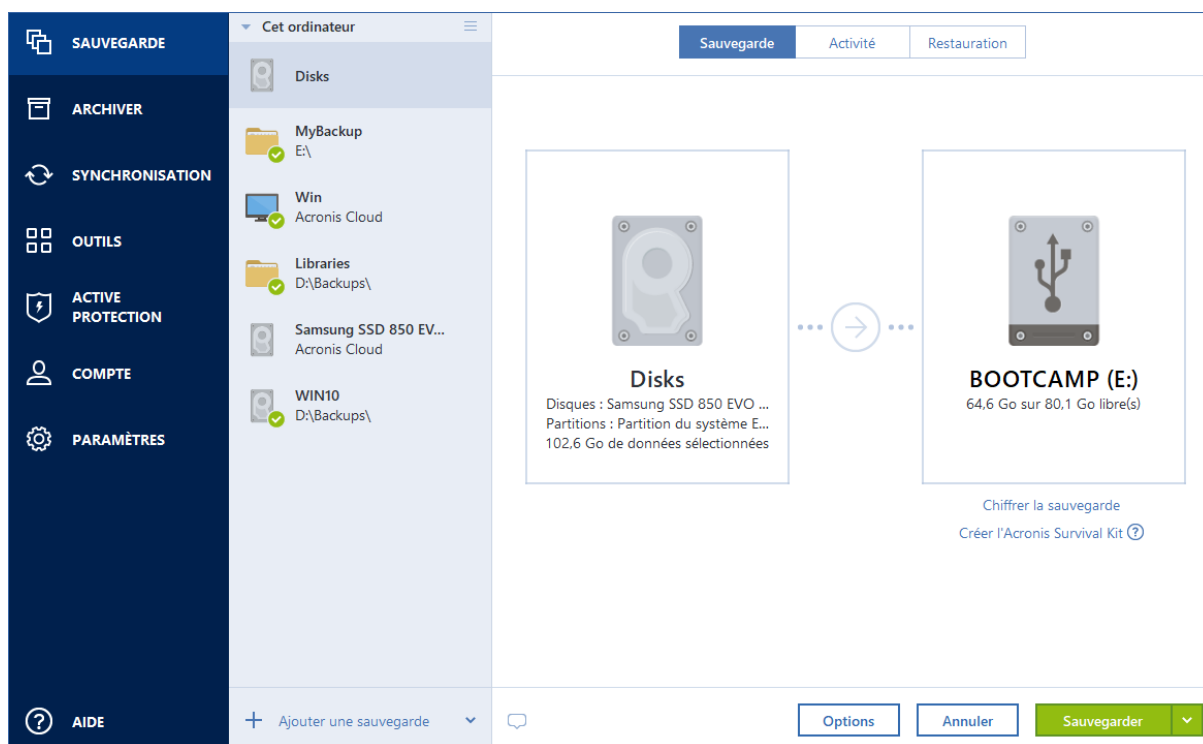 SAUVEGARDE
ARCHIVER
SYNCHRONISATION
OUTILS
ACTIVE
PROTECTION
COMPTE
PARAMÈTRES
AIDE
Cet ordinateur
Disks
MyBackup
E:\
Win
Acronis Cloud
Libraries
D:\Backups\
Samsung SSD 850 EV...
Acronis Cloud
WIN10
D:\Backups\
Ajouter une sauvegarde
Sauvegarde
Activité
Restauration
Disks
Disques : Samsung SSD 850 EVO ...
Partitions : Partition du système E...
102,6 Go de données sélectionnées
BOOTCAMP (E:)
64,6 Go sur 80,1 Go libre(s)
Chiffrer la sauvegarde
Créer l'Acronis Survival Kit ?
Options
Annuler
Sauvegarder